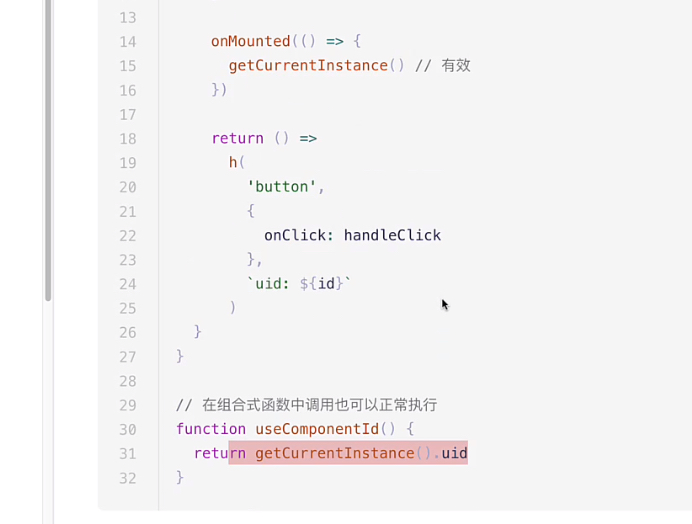 13
14 onMounted(() => {
15 getCurrentInstance() // 有效
16 })
17
18 return () =>
19 h(
20 'button',
21 {
22 onClick: handleClick
23 },
24 `uid: ${id}`
25 )
26 }
27 }
28
29 // 在组合式函数中调用也可以正常执行
30 function useComponentId() {
31 return getCurrentInstance().uid
32 }